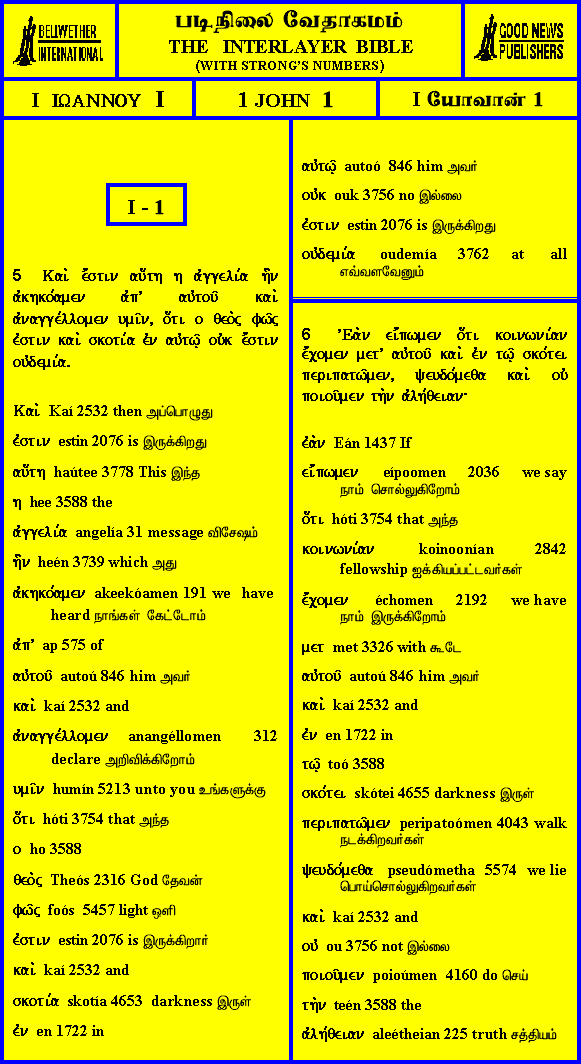 BELLWETHER
INTERNATIONAL
படிநிலை வேதாகமம்
THE INTERLAYER BIBLE
(WITH STRONG'S NUMBERS)
GOOD NEWS
PUBLISHERS
I ΙΩΑΝΝΟΥ I
1 JOHN 1
I யோவான் 1
I - 1
5 Καὶ ἔστιν αὕτη η ἀγγελία ἣν
ἀκηκόαμεν ἀπ' αὐτοῦ καὶ
ἀναγγέλλομεν υμῖν, ὅτι ο θεὸς φῶς
ἐστιν καὶ σκοτία ἐν αὐτῷ οὐκ ἔστιν
οὐδεμία.
Καὶ Kaí 2532 then அப்பொழுது
ἐστιν estin 2076 is இருக்கிறது
αὕτη haútee 3778 This இந்த
η hee 3588 the
ἀγγελία angelía 31 message விசேஷம்
ἣν heén 3739 which அது
ἀκηκόαμεν akeekóamen 191 we have
heard நாங்கள் கேட்டோம்
ἀπ' ap 575 of
αὐτοῦ autoú 846 him அவர்
καὶ kaí 2532 and
ἀναγγέλλομεν anangéllomen 312
declare அறிவிக்கிறோம்
υμῖν humín 5213 unto you உங்களுக்கு
ὅτι hóti 3754 that அந்த
ο ho 3588
θεὸς Theós 2316 God தேவன்
φῶς foós 5457 light ஒளி
ἐστιν estin 2076 is இருக்கிறார்
καὶ kaí 2532 and
σκοτία skotía 4653 darkness இருள்
ἐν en 1722 in
αὐτῷ autoó 846 him அவர்
οὐκ ouk 3756 no இல்லை
ἐστιν estin 2076 is இருக்கிறது
οὐδεμία oudemía 3762 at all
எவ்வளவேனும்
6 Ἐὰν εἴπωμεν ὅτι κοινωνίαν
ἔχομεν μετ' αὐτοῦ καὶ ἐν τῷ σκότει
περιπατῶμεν, ψευδόμεθα καὶ οὐ
ποιοῦμεν τὴν ἀλήθειαν·
ἐὰν Eán 1437 If
εἴπωμεν eípoomen 2036 we say
நாம் சொல்லுகிறோம்
ὅτι hóti 3754 that அந்த
κοινωνίαν koinoonían 2842
fellowship ஐக்கியப்பட்டவர்கள்
ἔχομεν échomen 2192 we have
நாம் இருக்கிறோம்
μετ met 3326 with கூடே
αὐτοῦ autoú 846 him அவர்
καὶ kaí 2532 and
ἐν en 1722 in
τῷ toó 3588
σκότει skótei 4655 darkness இருள்
περιπατῶμεν peripatoómen 4043 walk
நடக்கிறவர்கள்
ψευδόμεθα pseudómetha 5574 we lie
பொய்சொல்லுகிறவர்கள்
καὶ kaí 2532 and
οὐ ou 3756 not இல்லை
ποιοῦμεν poioúmen 4160 do செய்
τὴν teén 3588 the
ἀλήθειαν aleétheian 225 truth சத்தியம்